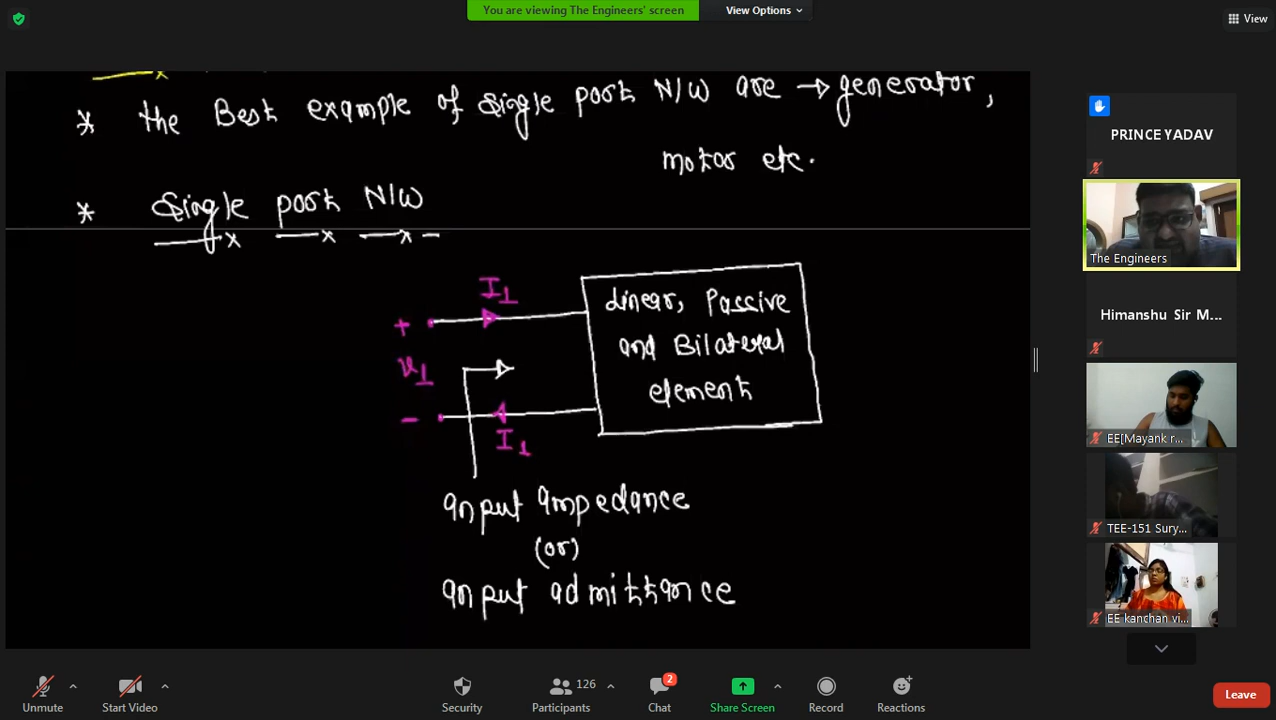 You are viewing The Engineers' screen
View Options
View
* the Best example of single port N/W are → generator,
motor etc.
* Single port N/W
I1
+
V1
-
I1
Linear, Passive
and Bilateral
element
Input Impedance
(or)
Input admittance
PRINCE YADAV
The Engineers
Himanshu Sir M...
EE[Mayank r...
TEE-151 Sury...
EE kanchan vi...
Unmute
Start Video
Security
126
Participants
2
Chat
Share Screen
Record
Reactions
Leave